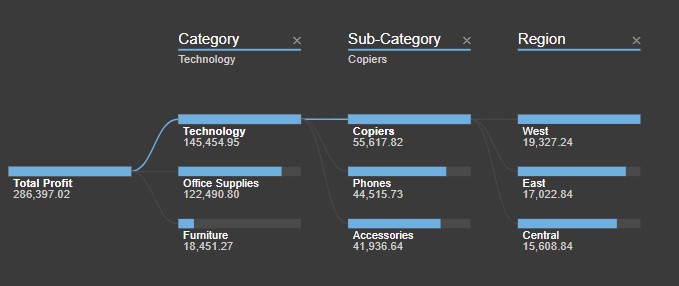 Category
×
Sub-Category
×
Region
×
Technology
Copiers
Total Profit
286,397.02
Technology
145,454.95
Office Supplies
122,490.80
Furniture
18,451.27
Copiers
55,617.82
Phones
44,515.73
Accessories
41,936.64
West
19,327.24
East
17,022.84
Central
15,608.84